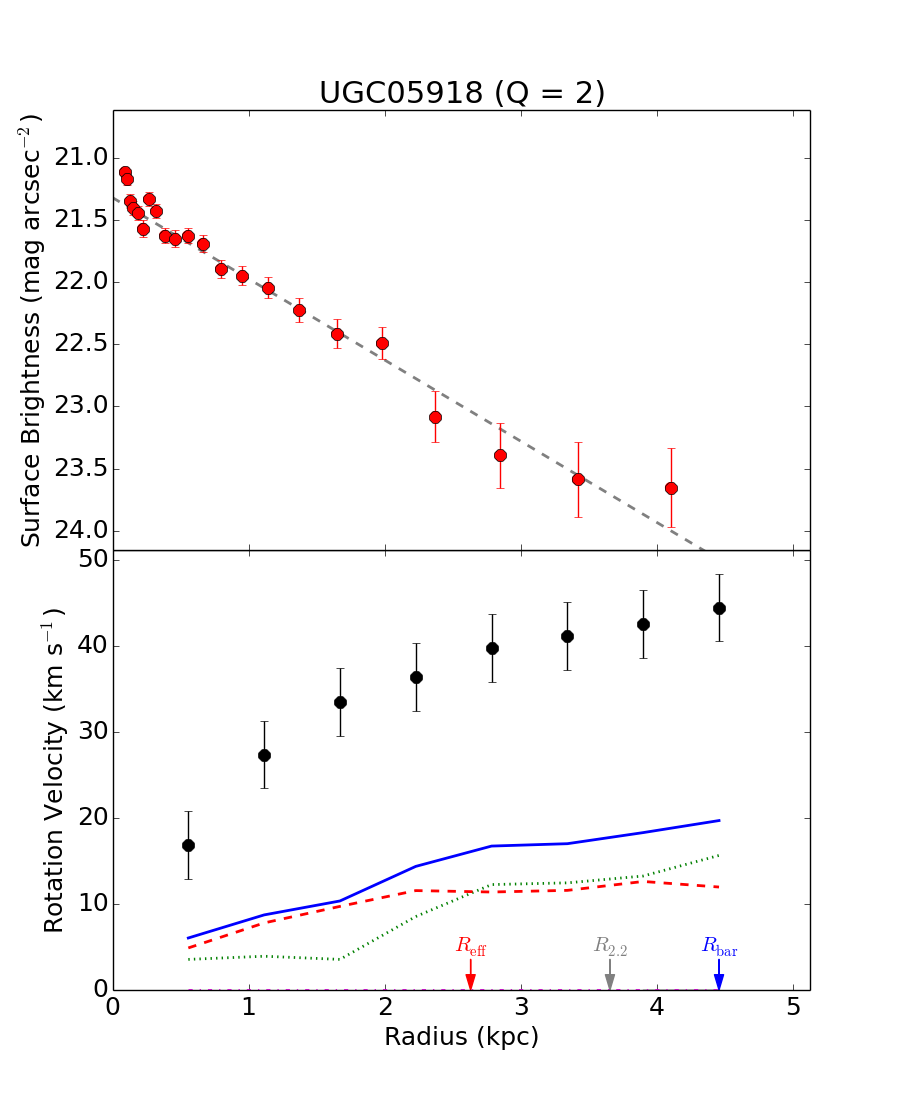 UGC05918 (Q = 2)
Surface Brightness (mag arcsec⁻²)
21.0
21.5
22.0
22.5
23.0
23.5
24.0
Rotation Velocity (km s⁻¹)
50
40
30
20
10
0
R_eff
R_2.2
R_bar
0 1 2 3 4 5
Radius (kpc)